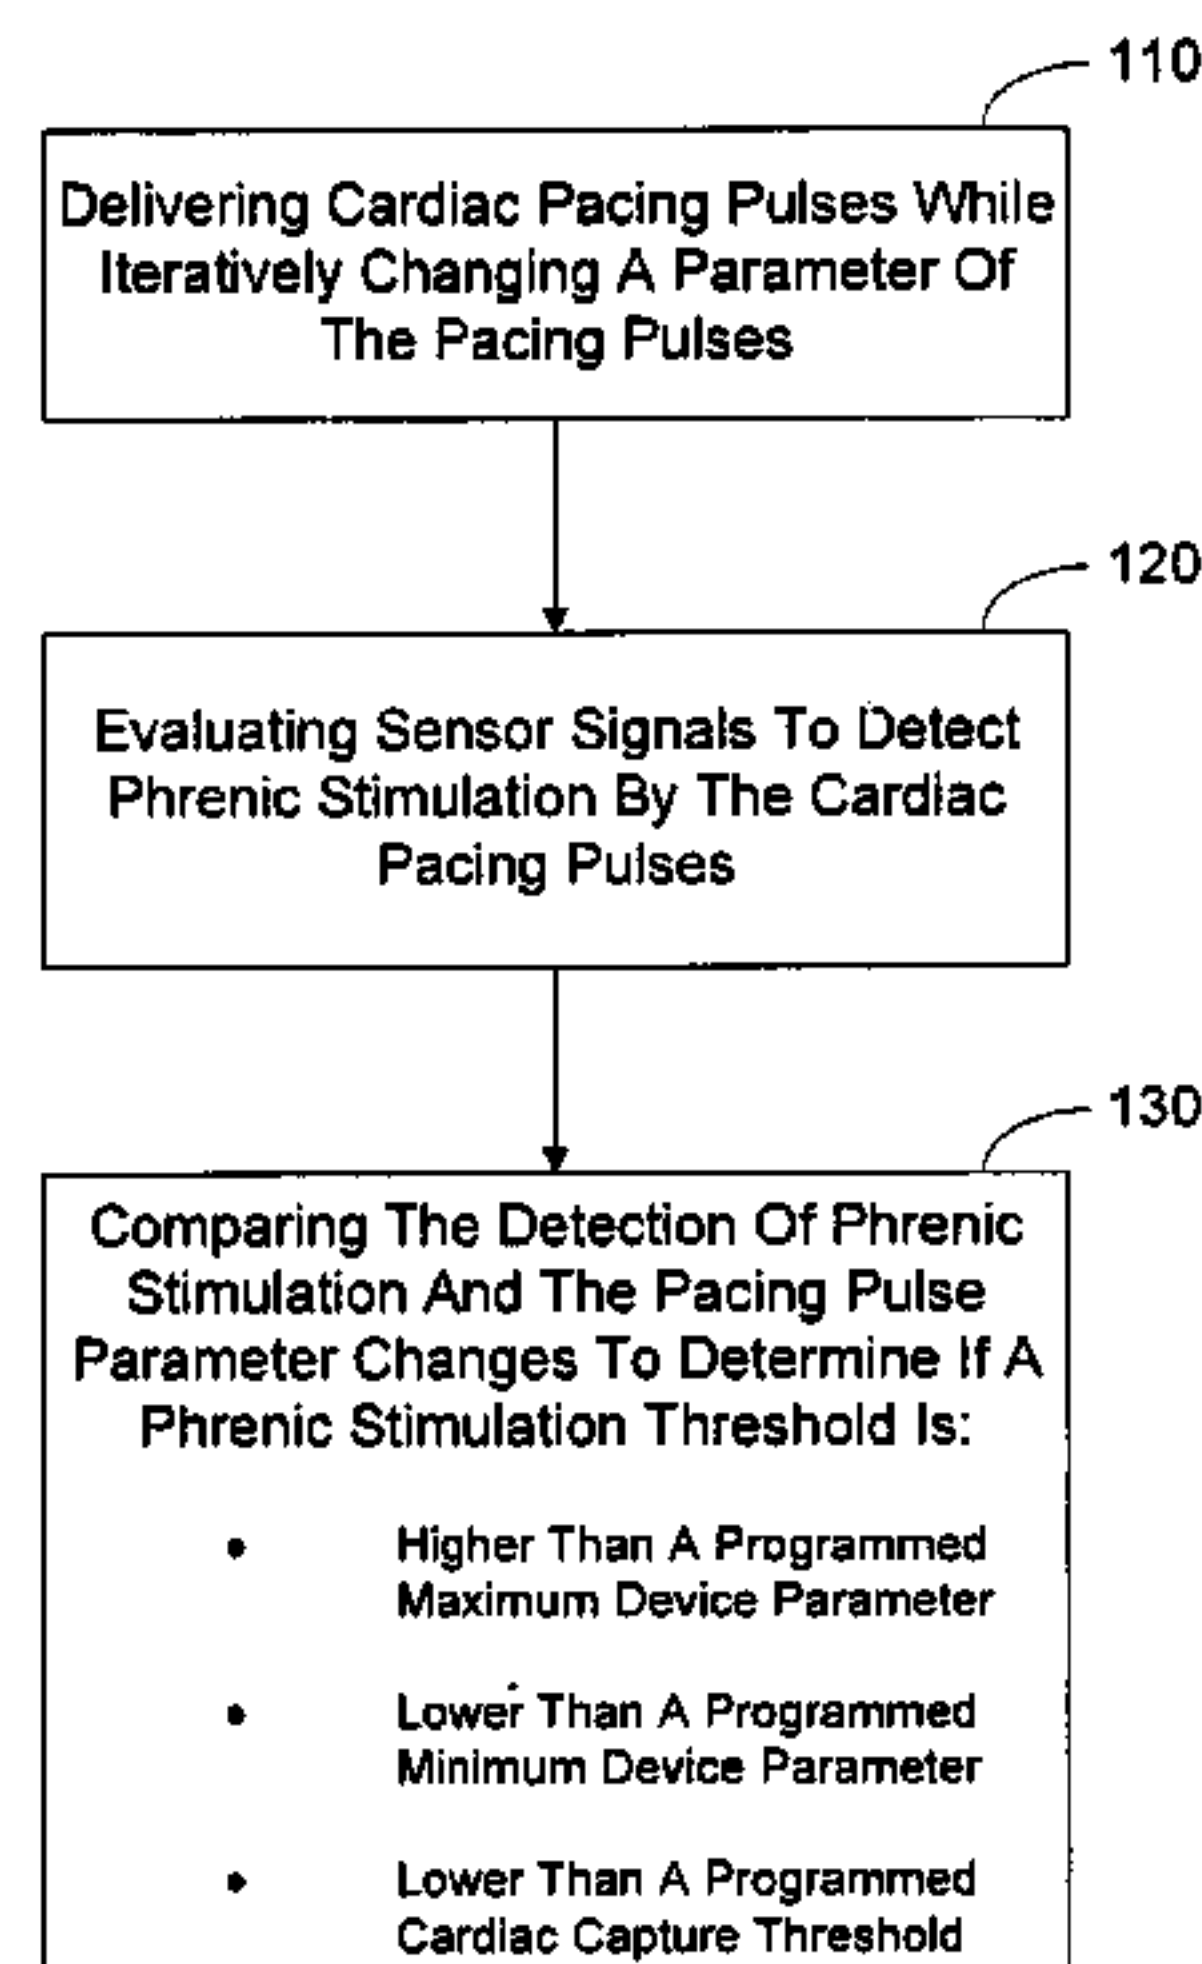 110
Delivering Cardiac Pacing Pulses While
Iteratively Changing A Parameter Of
The Pacing Pulses
120
Evaluating Sensor Signals To Detect
Phrenic Stimulation By The Cardiac
Pacing Pulses
130
Comparing The Detection Of Phrenic
Stimulation And The Pacing Pulse
Parameter Changes To Determine If A
Phrenic Stimulation Threshold Is:
• Higher Than A Programmed
Maximum Device Parameter
• Lower Than A Programmed
Minimum Device Parameter
• Lower Than A Programmed
Cardiac Capture Threshold